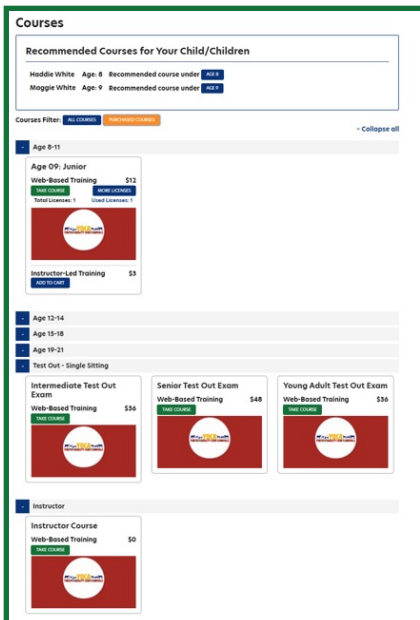 Courses
Recommended Courses for Your Child/Children
Haddie White Age: 8 Recommended course under AGE 8
Maggie White Age: 9 Recommended course under AGE 9
Courses Filter: ALL COURSES PURCHASED COURSES
- Collapse all
- Age 8-11
Age 09: Junior
Web-Based Training $12
TAKE COURSE MORE LICENSES
Total Licenses: 1 Used Licenses: 1
YQCA
Instructor-Led Training $3
ADD TO CART
- Age 12-14
- Age 15-18
- Age 19-21
- Test Out - Single Sitting
Intermediate Test Out Exam
Web-Based Training $36
TAKE COURSE
YQCA
Senior Test Out Exam
Web-Based Training $48
TAKE COURSE
YQCA
Young Adult Test Out Exam
Web-Based Training $36
TAKE COURSE
YQCA
- Instructor
Instructor Course
Web-Based Training $0
TAKE COURSE
YQCA